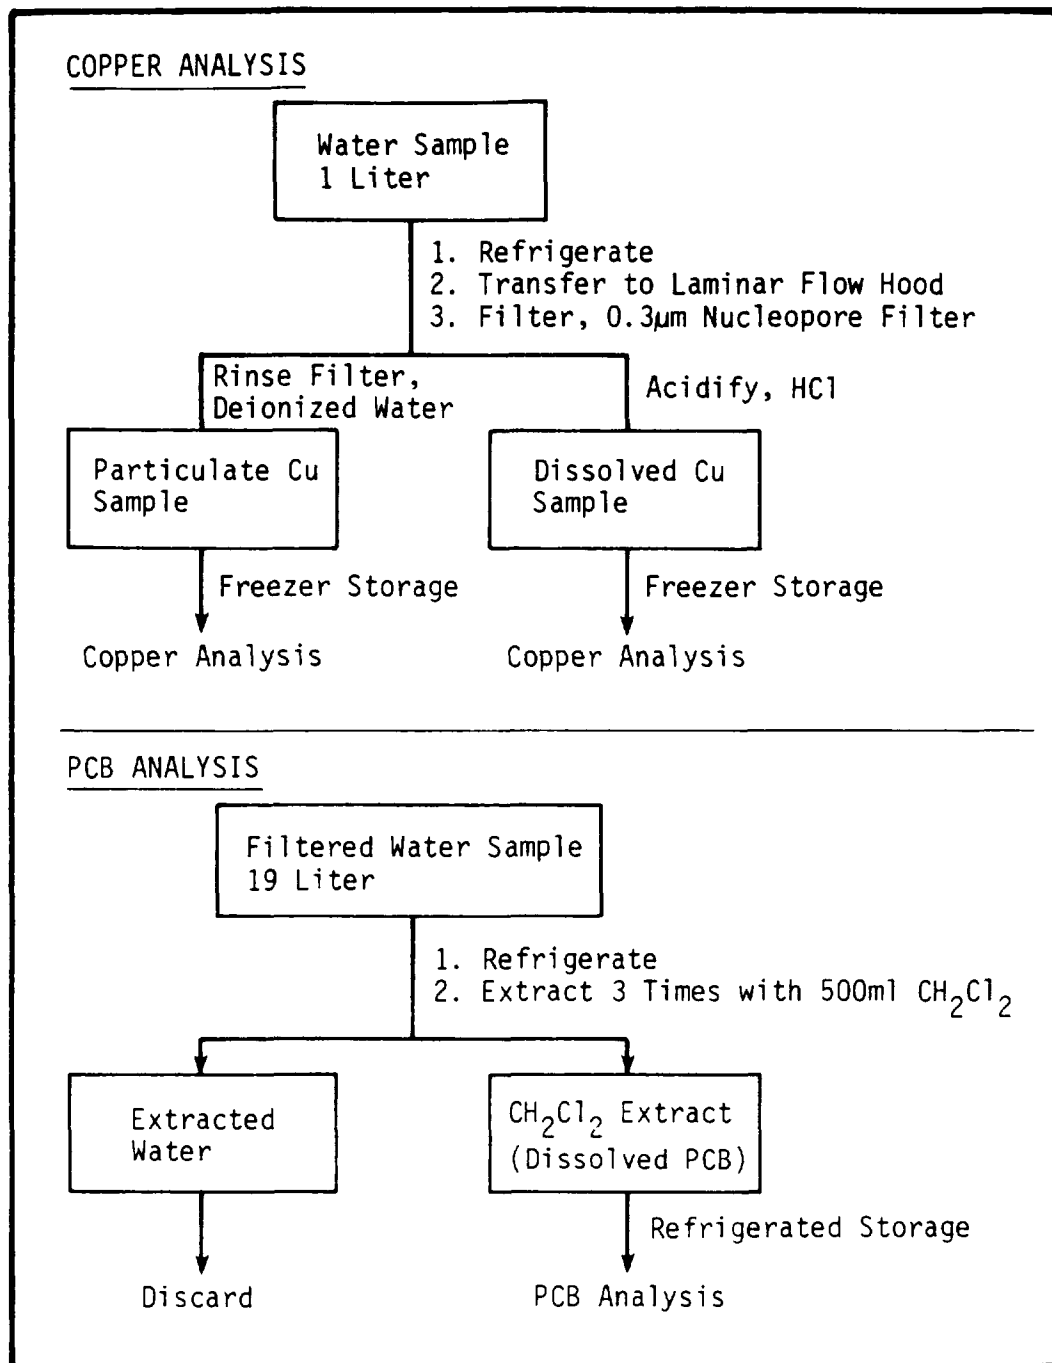 COPPER ANALYSIS
Water Sample
1 Liter
1. Refrigerate
2. Transfer to Laminar Flow Hood
3. Filter, 0.3µm Nucleopore Filter
Rinse Filter,
Deionized Water
Acidify, HCl
Particulate Cu
Sample
Dissolved Cu
Sample
Freezer Storage
Freezer Storage
Copper Analysis
Copper Analysis
PCB ANALYSIS
Filtered Water Sample
19 Liter
1. Refrigerate
2. Extract 3 Times with 500ml CH₂Cl₂
Extracted
Water
CH₂Cl₂ Extract
(Dissolved PCB)
Refrigerated Storage
Discard
PCB Analysis